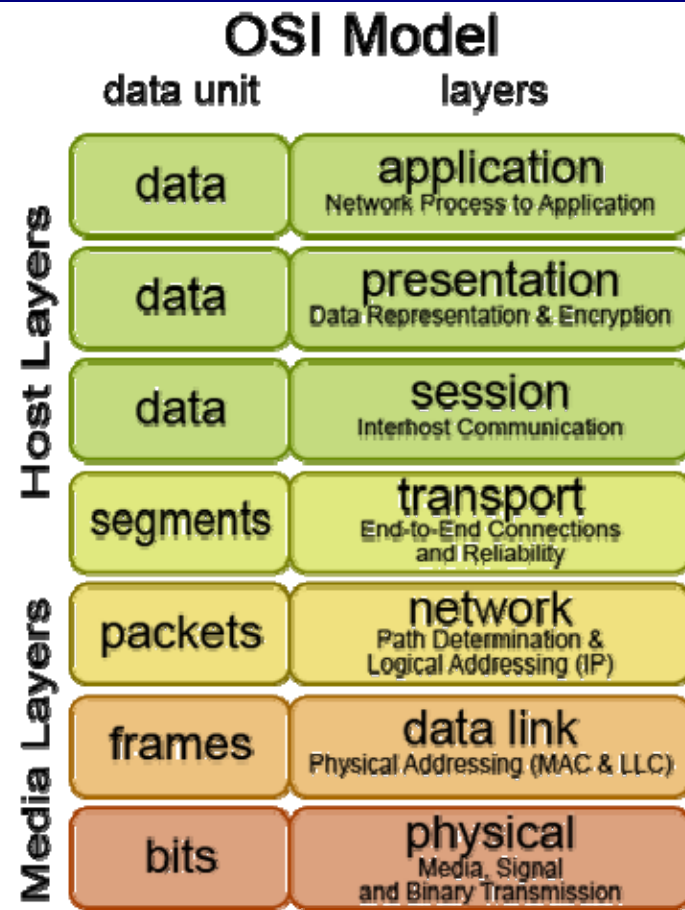 OSI Model
data unit layers
Host Layers
data application
Network Process to Application
data presentation
Data Representation & Encryption
data session
Interhost Communication
segments transport
End-to-End Connections
and Reliability
Media Layers
packets network
Path Determination &
Logical Addressing (IP)
frames data link
Physical Addressing (MAC & LLC)
bits physical
Media, Signal
and Binary Transmission